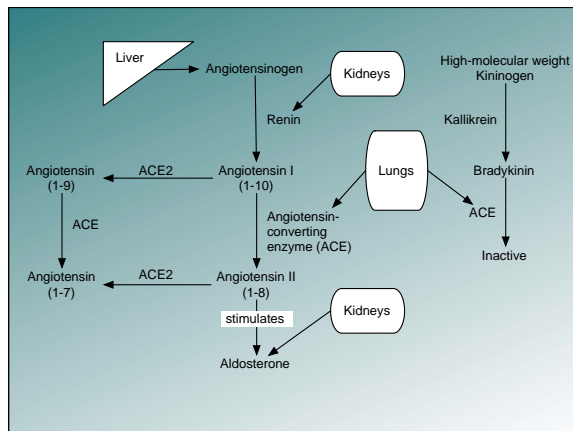 Liver
Angiotensinogen
Kidneys
High-molecular weight
Kininogen
Renin
Kallikrein
Angiotensin
(1-9)
ACE2
Angiotensin I
(1-10)
Lungs
Bradykinin
ACE
Angiotensin-
converting
enzyme (ACE)
ACE
Inactive
Angiotensin
(1-7)
ACE2
Angiotensin II
(1-8)
stimulates
Kidneys
Aldosterone